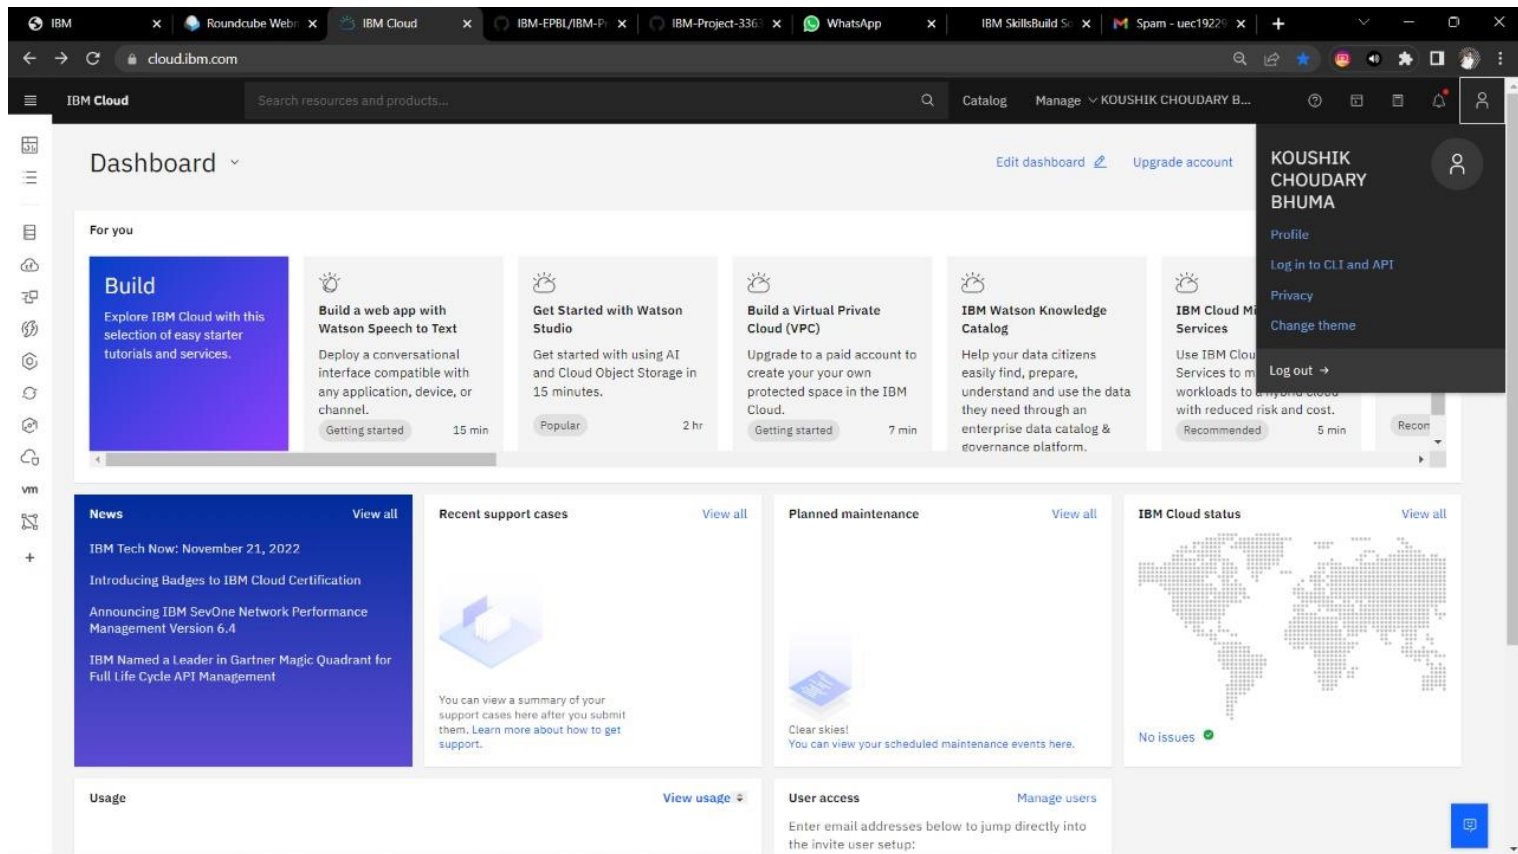 IBM
Roundcube Webm
IBM Cloud
IBM-EPBL/IBM-Pr
IBM-Project-3363
WhatsApp
IBM SkillsBuild So
Spam - uec19229
cloud.ibm.com
IBM Cloud
Search resources and products...
Catalog
Manage
KOUSHIK CHOUDARY B...
Dashboard
Edit dashboard
Upgrade account
KOUSHIK
CHOUDARY
BHUMA
Profile
Log in to CLI and API
Privacy
Change theme
Log out →
For you
Build
Explore IBM Cloud with this
selection of easy starter
tutorials and services.
Build a web app with
Watson Speech to Text
Deploy a conversational
interface compatible with
any application, device, or
channel.
Getting started
15 min
Get Started with Watson
Studio
Get started with using AI
and Cloud Object Storage in
15 minutes.
Popular
2 hr
Build a Virtual Private
Cloud (VPC)
Upgrade to a paid account to
create your your own
protected space in the IBM
Cloud.
Getting started
7 min
IBM Watson Knowledge
Catalog
Help your data citizens
easily find, prepare,
understand and use the data
they need through an
enterprise data catalog &
governance platform.
IBM Cloud Mi
Services
Use IBM Clou
Services to m
workloads to a hybrid cloud
with reduced risk and cost.
Recommended
5 min
Recom
vm
News
View all
IBM Tech Now: November 21, 2022
Introducing Badges to IBM Cloud Certification
Announcing IBM SevOne Network Performance
Management Version 6.4
IBM Named a Leader in Gartner Magic Quadrant for
Full Life Cycle API Management
Recent support cases
View all
You can view a summary of your
support cases here after you submit
them. Learn more about how to get
support.
Planned maintenance
View all
Clear skies!
You can view your scheduled maintenance events here.
IBM Cloud status
View all
No issues
Usage
View usage
User access
Manage users
Enter email addresses below to jump directly into
the invite user setup: